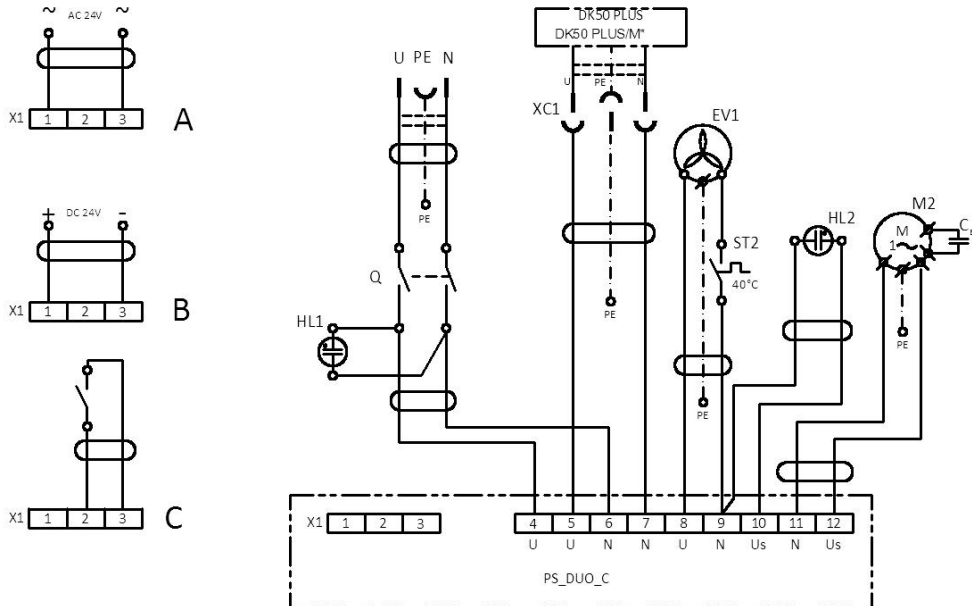 ~ AC 24V ~
X1 1 2 3
A
+ DC 24V -
X1 1 2 3
B
X1 1 2 3
C
DK50 PLUS
DK50 PLUS/M"
U PE N
U PE N
XC1
EV1
PE
Q
HL1
PE
ST2
40°C
PE
HL2
M2
M
1 ~
PE
X1 1 2 3
4 5 6 7 8 9 10 11 12
U U N N U N Us N Us
PS_DUO_C